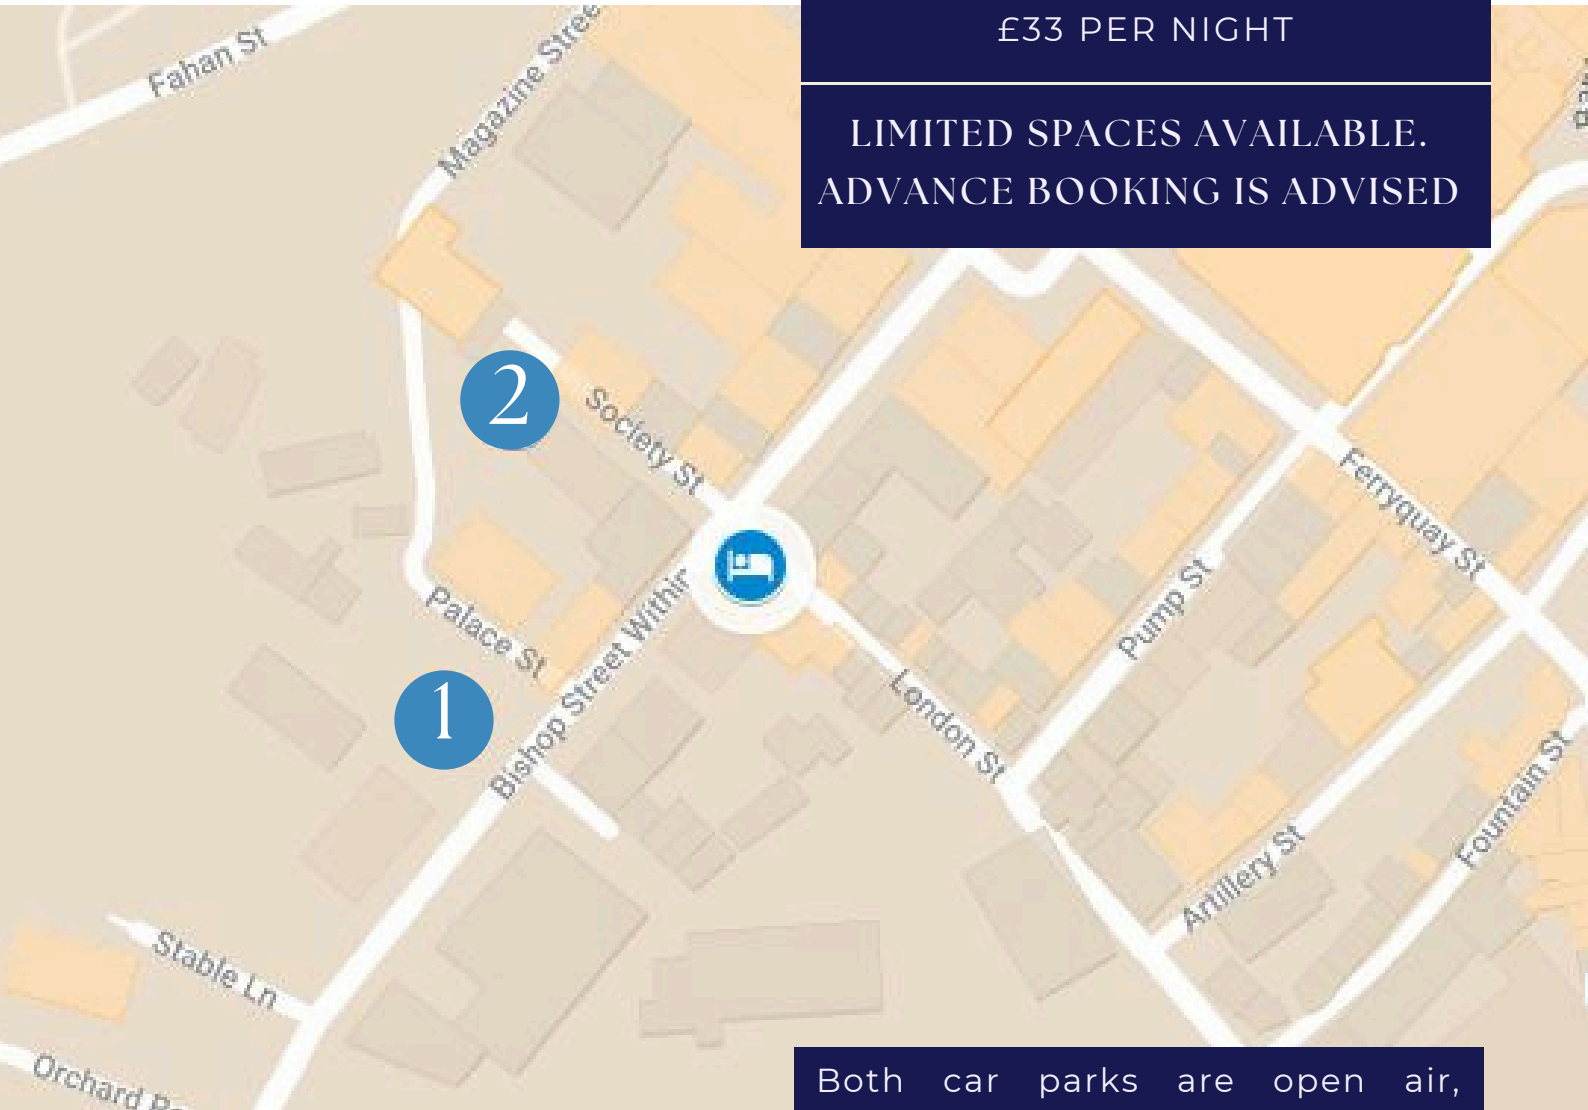 £33 PER NIGHT
LIMITED SPACES AVAILABLE.
ADVANCE BOOKING IS ADVISED
Fahan St
Magazine Stree
2
Society St
Ferryquay St
Pump St
Palace St
Bishop Street Within
1
London St
Fountain St
Artillery St
Stable Ln
Orchard
Both car parks are open air,